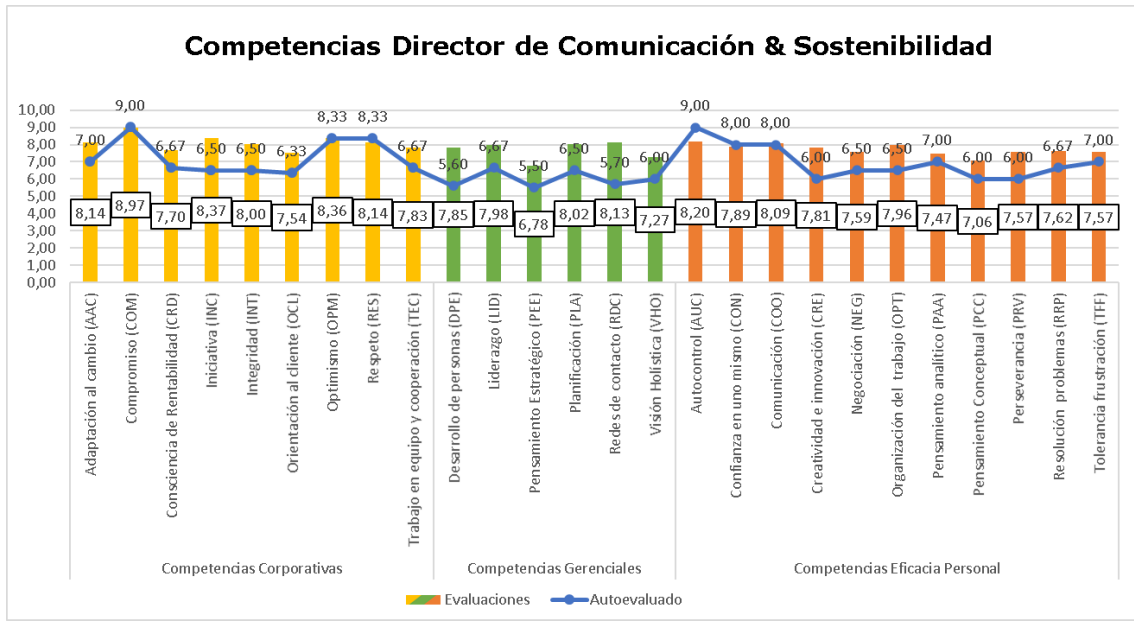 Competencias Director de Comunicación & Sostenibilidad
10,00
9,00
8,00
7,00
6,00
5,00
4,00
3,00
2,00
1,00
0,00
7,00 9,00 6,67 6,50 6,50 6,33 8,33 8,33 6,67 5,60 6,67 5,50 6,50 5,70 6,00 9,00 8,00 8,00 6,00 6,50 6,50 7,00 6,00 6,00 6,67 7,00
8,14 8,97 7,70 8,37 8,00 7,54 8,36 8,14 7,83 7,85 7,98 6,78 8,02 8,13 7,27 8,20 7,89 8,09 7,81 7,59 7,96 7,47 7,06 7,57 7,62 7,57
Adaptación al cambio (AAC)
Compromiso (COM)
Consciencia de Rentabilidad (CRD)
Iniciativa (INC)
Integridad (INT)
Orientación al cliente (OCL)
Optimismo (OPM)
Respeto (RES)
Trabajo en equipo y cooperación (TEC)
Desarrollo de personas (DPE)
Liderazgo (LID)
Pensamiento Estratégico (PEE)
Planificación (PLA)
Redes de contacto (RDC)
Visión Holística (VHO)
Autocontrol (AUC)
Confianza en uno mismo (CON)
Comunicación (COO)
Creatividad e innovación (CRE)
Negociación (NEG)
Organización del trabajo (OPT)
Pensamiento analítico (PAA)
Pensamiento Conceptual (PCC)
Perseverancia (PRV)
Resolución problemas (RRP)
Tolerancia frustración (TFF)
Competencias Corporativas
Competencias Gerenciales
Competencias Eficacia Personal
Evaluaciones
Autoevaluado